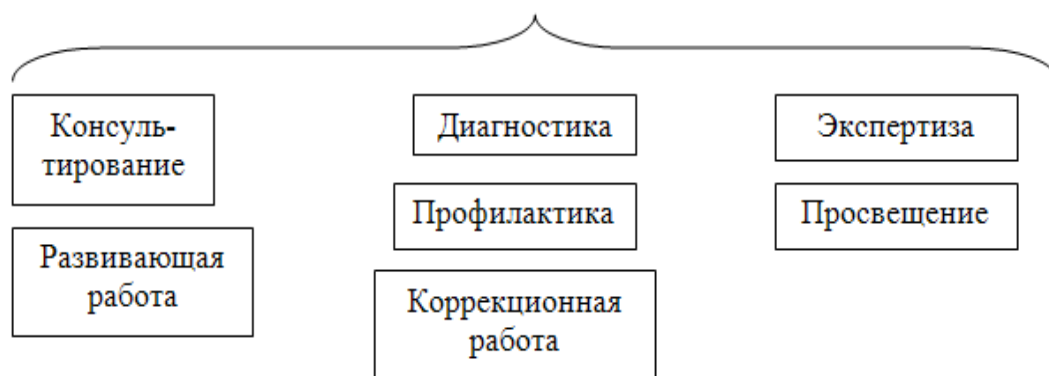 Консуль-
тирование
Развивающая
работа
Диагностика
Профилактика
Коррекционная
работа
Экспертиза
Просвещение